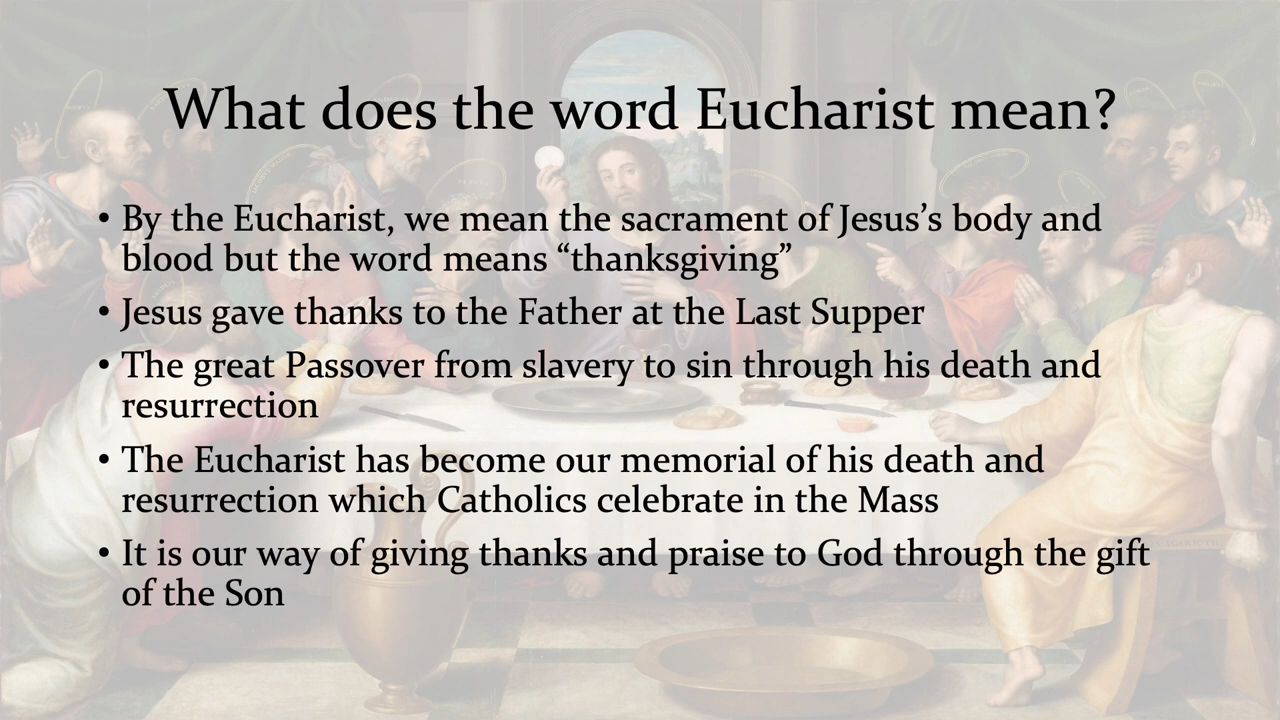 What does the word Eucharist mean?
• By the Eucharist, we mean the sacrament of Jesus’s body and
blood but the word means “thanksgiving”
• Jesus gave thanks to the Father at the Last Supper
• The great Passover from slavery to sin through his death and
resurrection
• The Eucharist has become our memorial of his death and
resurrection which Catholics celebrate in the Mass
• It is our way of giving thanks and praise to God through the gift
of the Son